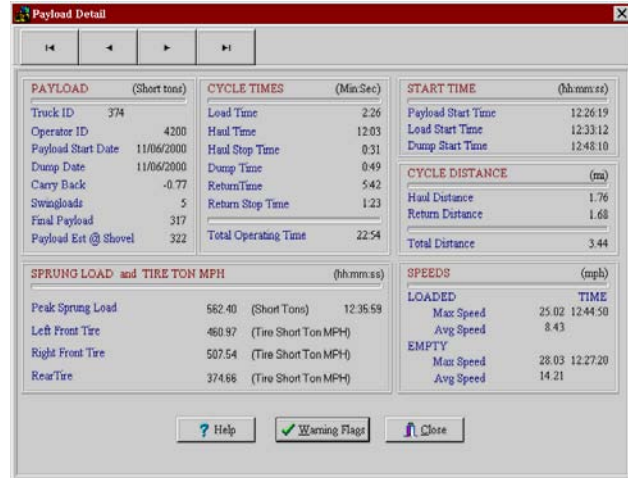 Payload Detail
PAYLOAD (Short tons)
Truck ID 374
Operator ID 4200
Payload Start Date 11/06/2000
Dump Date 11/06/2000
Carry Back -0.77
Swingloads 5
Final Payload 317
Payload Est @ Shovel 322
CYCLE TIMES (Min:Sec)
Load Time 2:26
Haul Time 12:03
Haul Stop Time 0:31
Dump Time 0:49
ReturnTime 5:42
Return Stop Time 1:23
Total Operating Time 22:54
START TIME (hh:mm:ss)
Payload Start Time 12:26:19
Load Start Time 12:33:12
Dump Start Time 12:48:10
CYCLE DISTANCE (mi)
Haul Distance 1.76
Return Distance 1.68
Total Distance 3.44
SPRUNG LOAD and TIRE TON MPH (hh:mm:ss)
Peak Sprung Load 562.40 (Short Tons) 12:35:59
Left Front Tire 460.97 (Tire Short Ton MPH)
Right Front Tire 507.54 (Tire Short Ton MPH)
RearTire 374.66 (Tire Short Ton MPH)
SPEEDS (mph)
LOADED TIME
Max Speed 25.02 12:44:50
Avg Speed 8.43
EMPTY
Max Speed 28.03 12:27:20
Avg Speed 14.21
Help
Warning Flags
Close